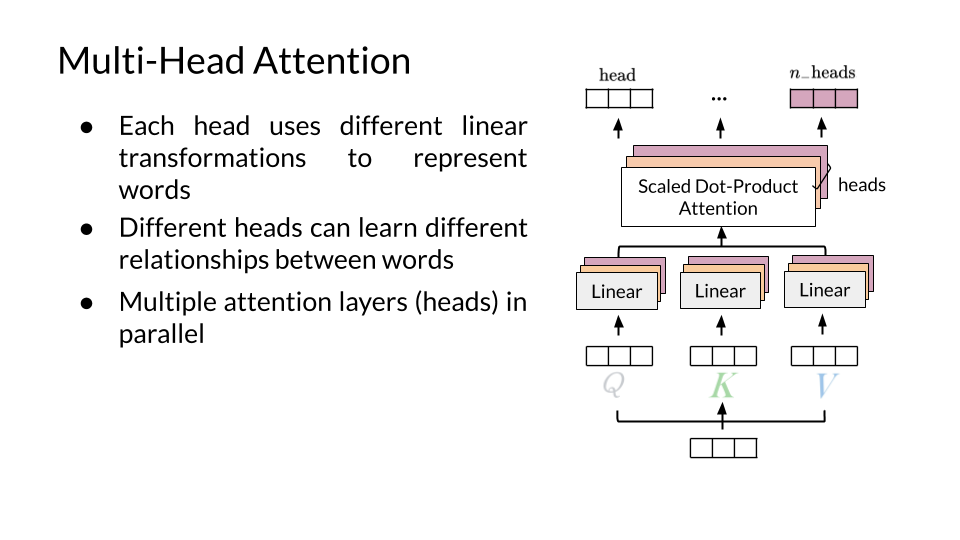 Multi-Head Attention
● Each head uses different linear
transformations to represent
words
● Different heads can learn different
relationships between words
● Multiple attention layers (heads) in
parallel
head
...
n_heads
Scaled Dot-Product
Attention
heads
Linear
Linear
Linear
Q
K
V